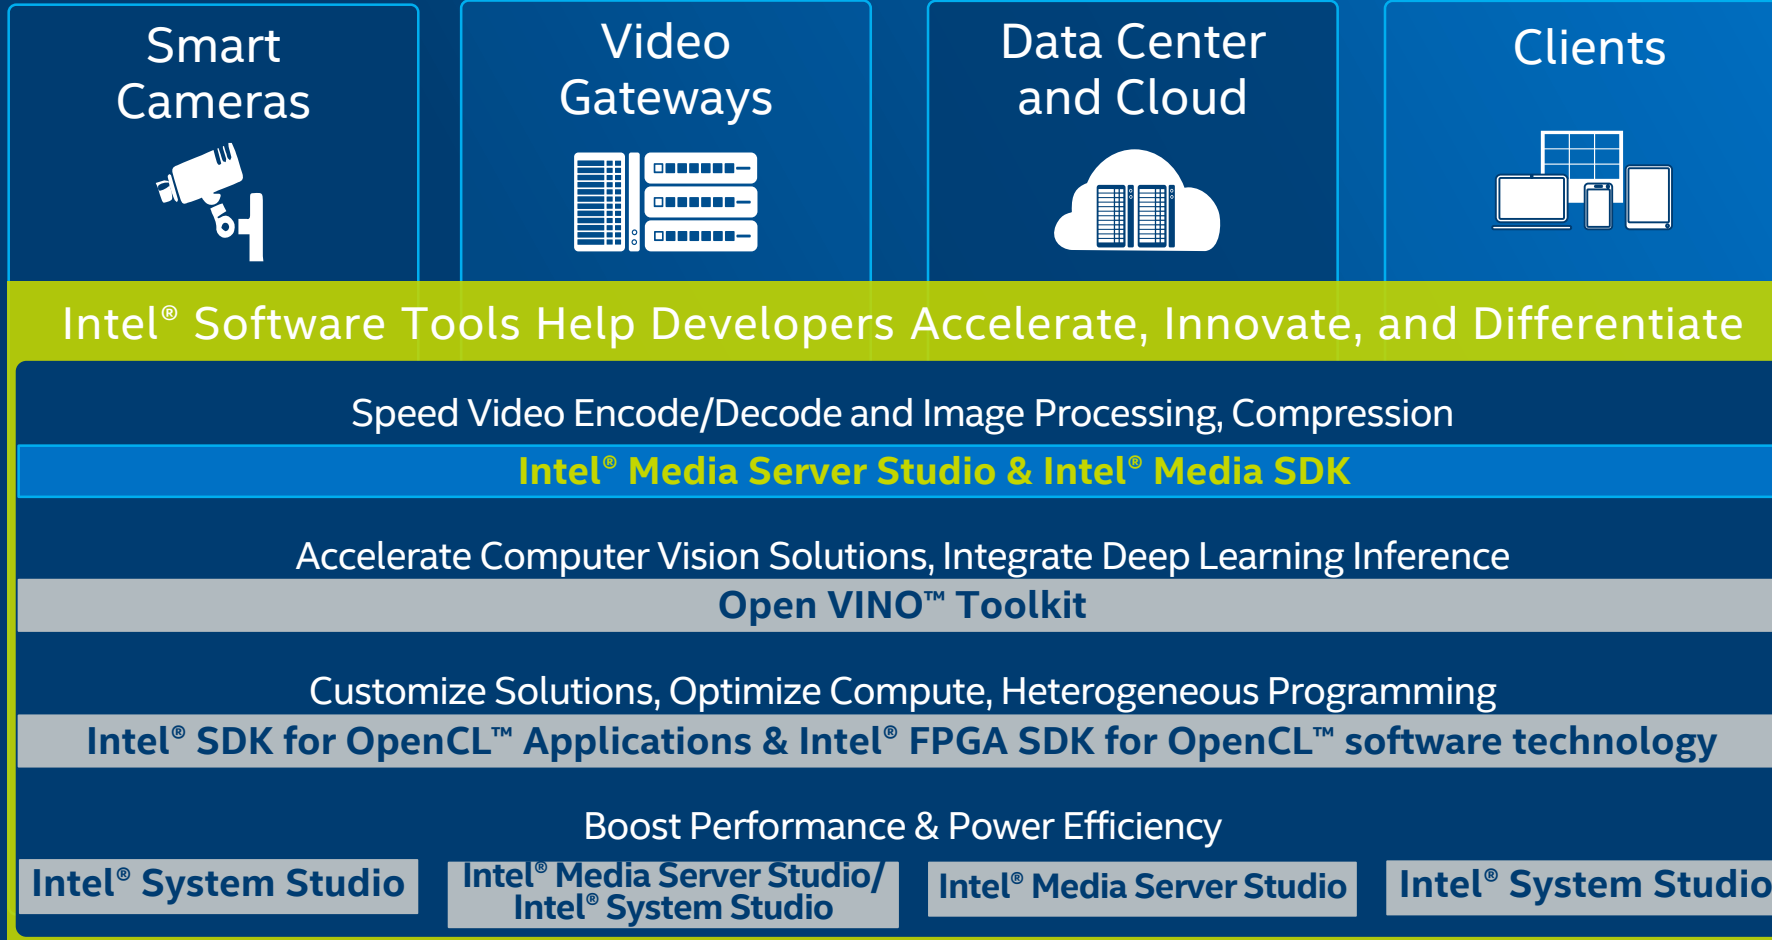 Smart
Cameras
Video
Gateways
Data Center
and Cloud
Clients
Intel® Software Tools Help Developers Accelerate, Innovate, and Differentiate
Speed Video Encode/Decode and Image Processing, Compression
Intel® Media Server Studio & Intel® Media SDK
Accelerate Computer Vision Solutions, Integrate Deep Learning Inference
Open VINO™ Toolkit
Customize Solutions, Optimize Compute, Heterogeneous Programming
Intel® SDK for OpenCL™ Applications & Intel® FPGA SDK for OpenCL™ software technology
Boost Performance & Power Efficiency
Intel® System Studio
Intel® Media Server Studio/
Intel® System Studio
Intel® Media Server Studio
Intel® System Studio